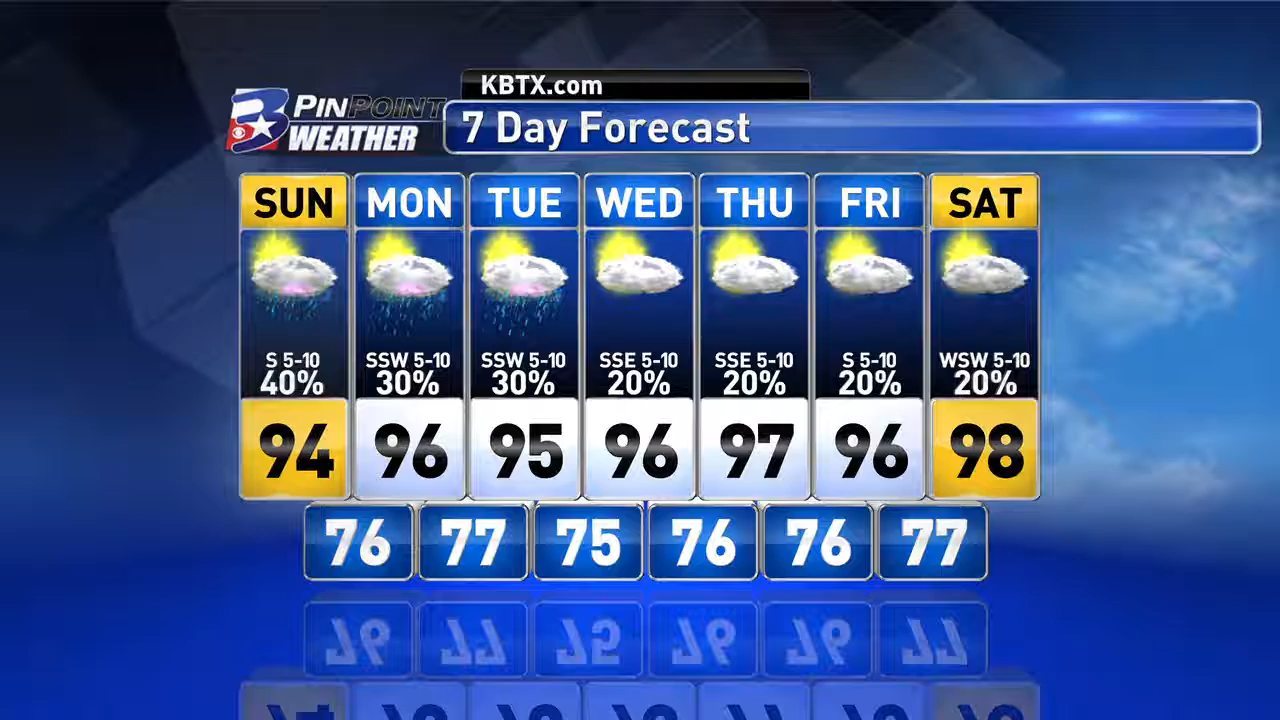 KBTX.com
PINPOINT
WEATHER
7 Day Forecast
SUN MON TUE WED THU FRI SAT
S 5-10 SSW 5-10 SSW 5-10 SSE 5-10 SSE 5-10 S 5-10 WSW 5-10
40% 30% 30% 20% 20% 20% 20%
94 96 95 96 97 96 98
76 77 75 76 76 77